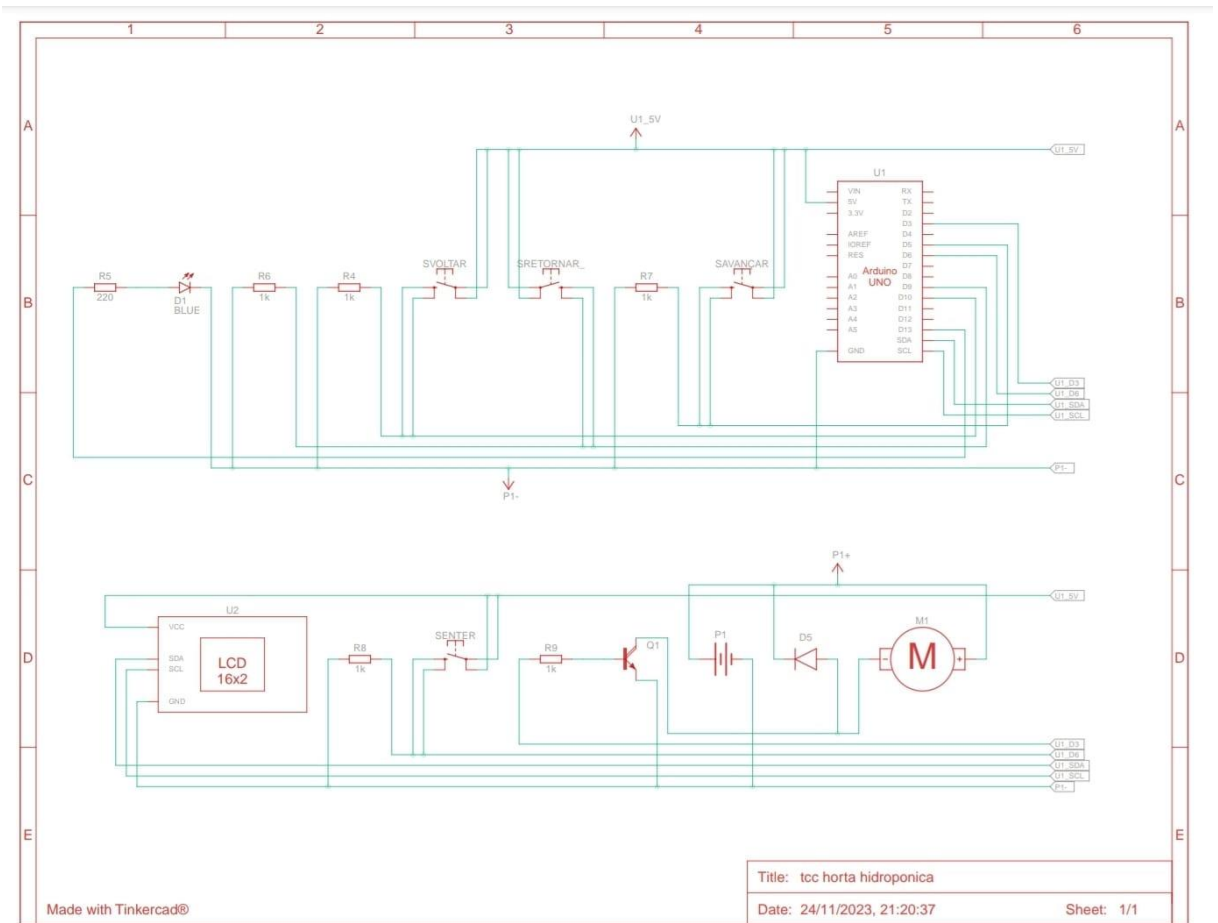 1 2 3 4 5 6
A A
U1_5V
U1_5V
U1
VIN RX
5V TX
3.3V D2
D3
AREF D4
IOREF D5
RES D6
D7
A0 D8
A1 D9
A2 D10
A3 D11
A4 D12
A5 D13
SDA
GND SCL
Arduino
UNO
B B
R5
220
D1
BLUE
R6
1k
R4
1k
SVOLTAR
SRETORNAR_
R7
1k
SAVANCAR
U1_D3
U1_D6
U1_SDA
U1_SCL
C C
P1-
P1-
P1+
U1_5V
D D
U2
VCC
SDA
SCL
GND
LCD
16x2
R8
1k
SENTER
R9
1k
Q1
P1
D5
M1
- M +
U1_D3
U1_D6
U1_SDA
U1_SCL
P1-
E E
Title: tcc horta hidroponica
Made with Tinkercad® Date: 24/11/2023, 21:20:37 Sheet: 1/1